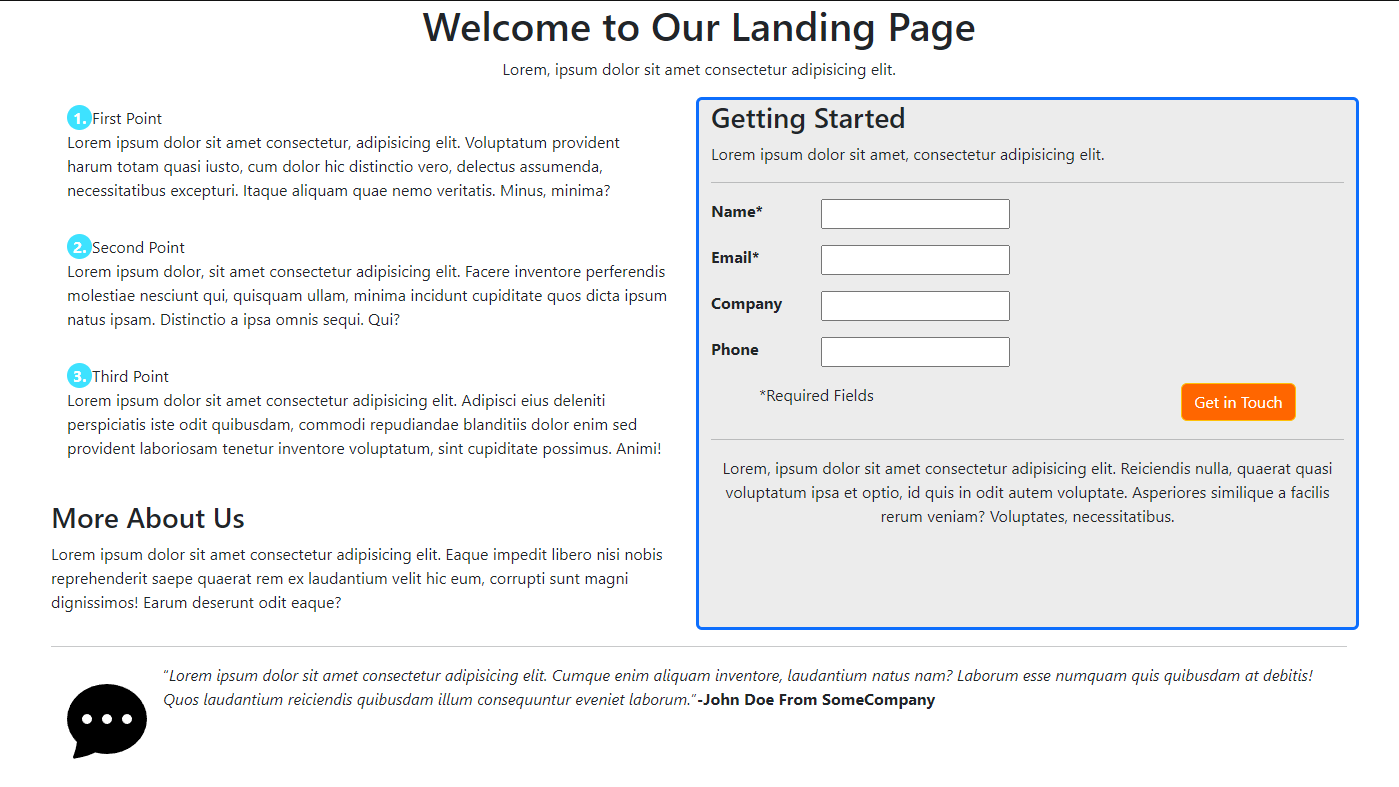 Welcome to Our Landing Page
Lorem, ipsum dolor sit amet consectetur adipisicing elit.
1. First Point
Lorem ipsum dolor sit amet consectetur, adipisicing elit. Voluptatum provident
harum totam quasi iusto, cum dolor hic distinctio vero, delectus assumenda,
necessitatibus excepturi. Itaque aliquam quae nemo veritatis. Minus, minima?
2. Second Point
Lorem ipsum dolor, sit amet consectetur adipisicing elit. Facere inventore perferendis
molestiae nesciunt qui, quisquam ullam, minima incidunt cupiditate quos dicta ipsum
natus ipsam. Distinctio a ipsa omnis sequi. Qui?
3. Third Point
Lorem ipsum dolor sit amet consectetur adipisicing elit. Adipisci eius deleniti
perspiciatis iste odit quibusdam, commodi repudiandae blanditiis dolor enim sed
provident laboriosam tenetur inventore voluptatum, sint cupiditate possimus. Animi!
More About Us
Lorem ipsum dolor sit amet consectetur adipisicing elit. Eaque impedit libero nisi nobis
reprehenderit saepe quaerat rem ex laudantium velit hic eum, corrupti sunt magni
dignissimos! Earum deserunt odit eaque?
Getting Started
Lorem ipsum dolor sit amet, consectetur adipisicing elit.
Name*
Email*
Company
Phone
*Required Fields
Get in Touch
Lorem, ipsum dolor sit amet consectetur adipisicing elit. Reiciendis nulla, quaerat quasi
voluptatum ipsa et optio, id quis in odit autem voluptate. Asperiores similique a facilis
rerum veniam? Voluptates, necessitatibus.
"Lorem ipsum dolor sit amet consectetur adipisicing elit. Cumque enim aliquam inventore, laudantium natus nam? Laborum esse numquam quis quibusdam at debitis!
Quos laudantium reiciendis quibusdam illum consequuntur eveniet laborum."-John Doe From SomeCompany